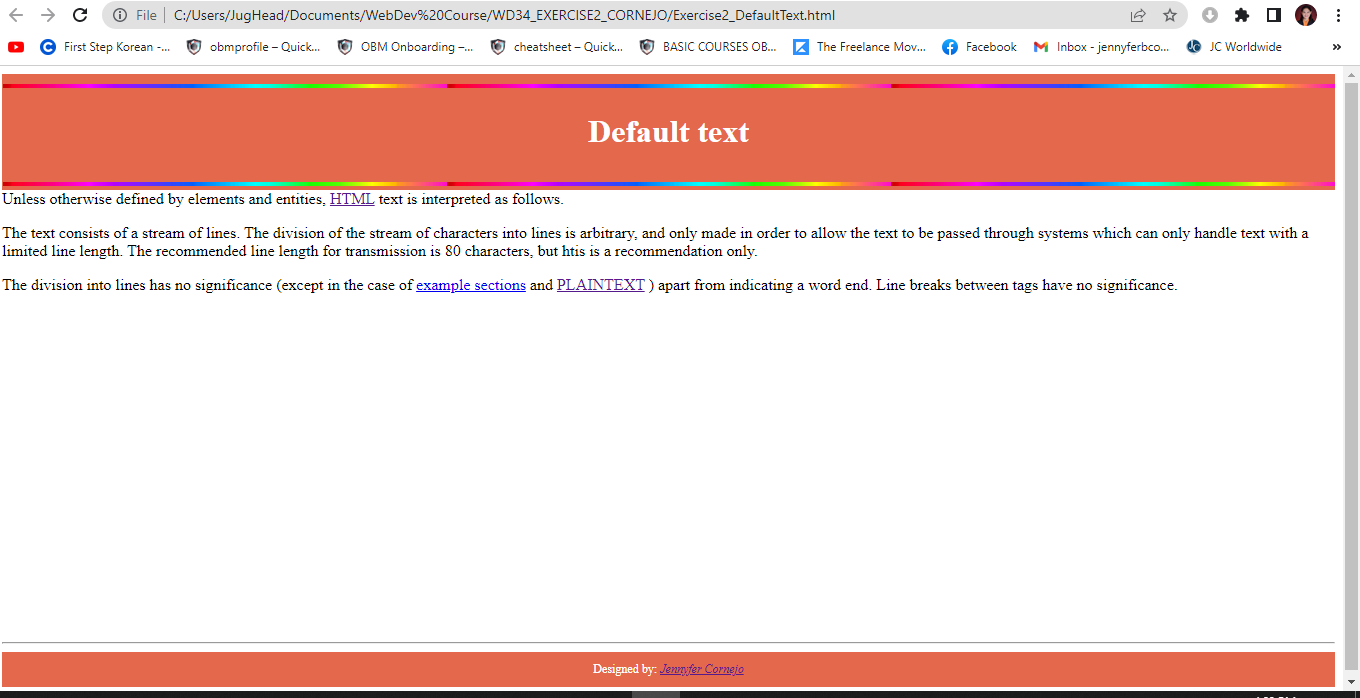 File
C:/Users/JugHead/Documents/WebDev%20Course/WD34_EXERCISE2_CORNEJO/Exercise2_DefaultText.html
First Step Korean -... obmprofile – Quick... OBM Onboarding –... cheatsheet – Quick... BASIC COURSES OB... The Freelance Mov... Facebook Inbox - jennyferbco... JC Worldwide »
Default text
Unless otherwise defined by elements and entities, HTML text is interpreted as follows.
The text consists of a stream of lines. The division of the stream of characters into lines is arbitrary, and only made in order to allow the text to be passed through systems which can only handle text with a
limited line length. The recommended line length for transmission is 80 characters, but htis is a recommendation only.
The division into lines has no significance (except in the case of example sections and PLAINTEXT ) apart from indicating a word end. Line breaks between tags have no significance.
Designed by: Jennyfer Cornejo